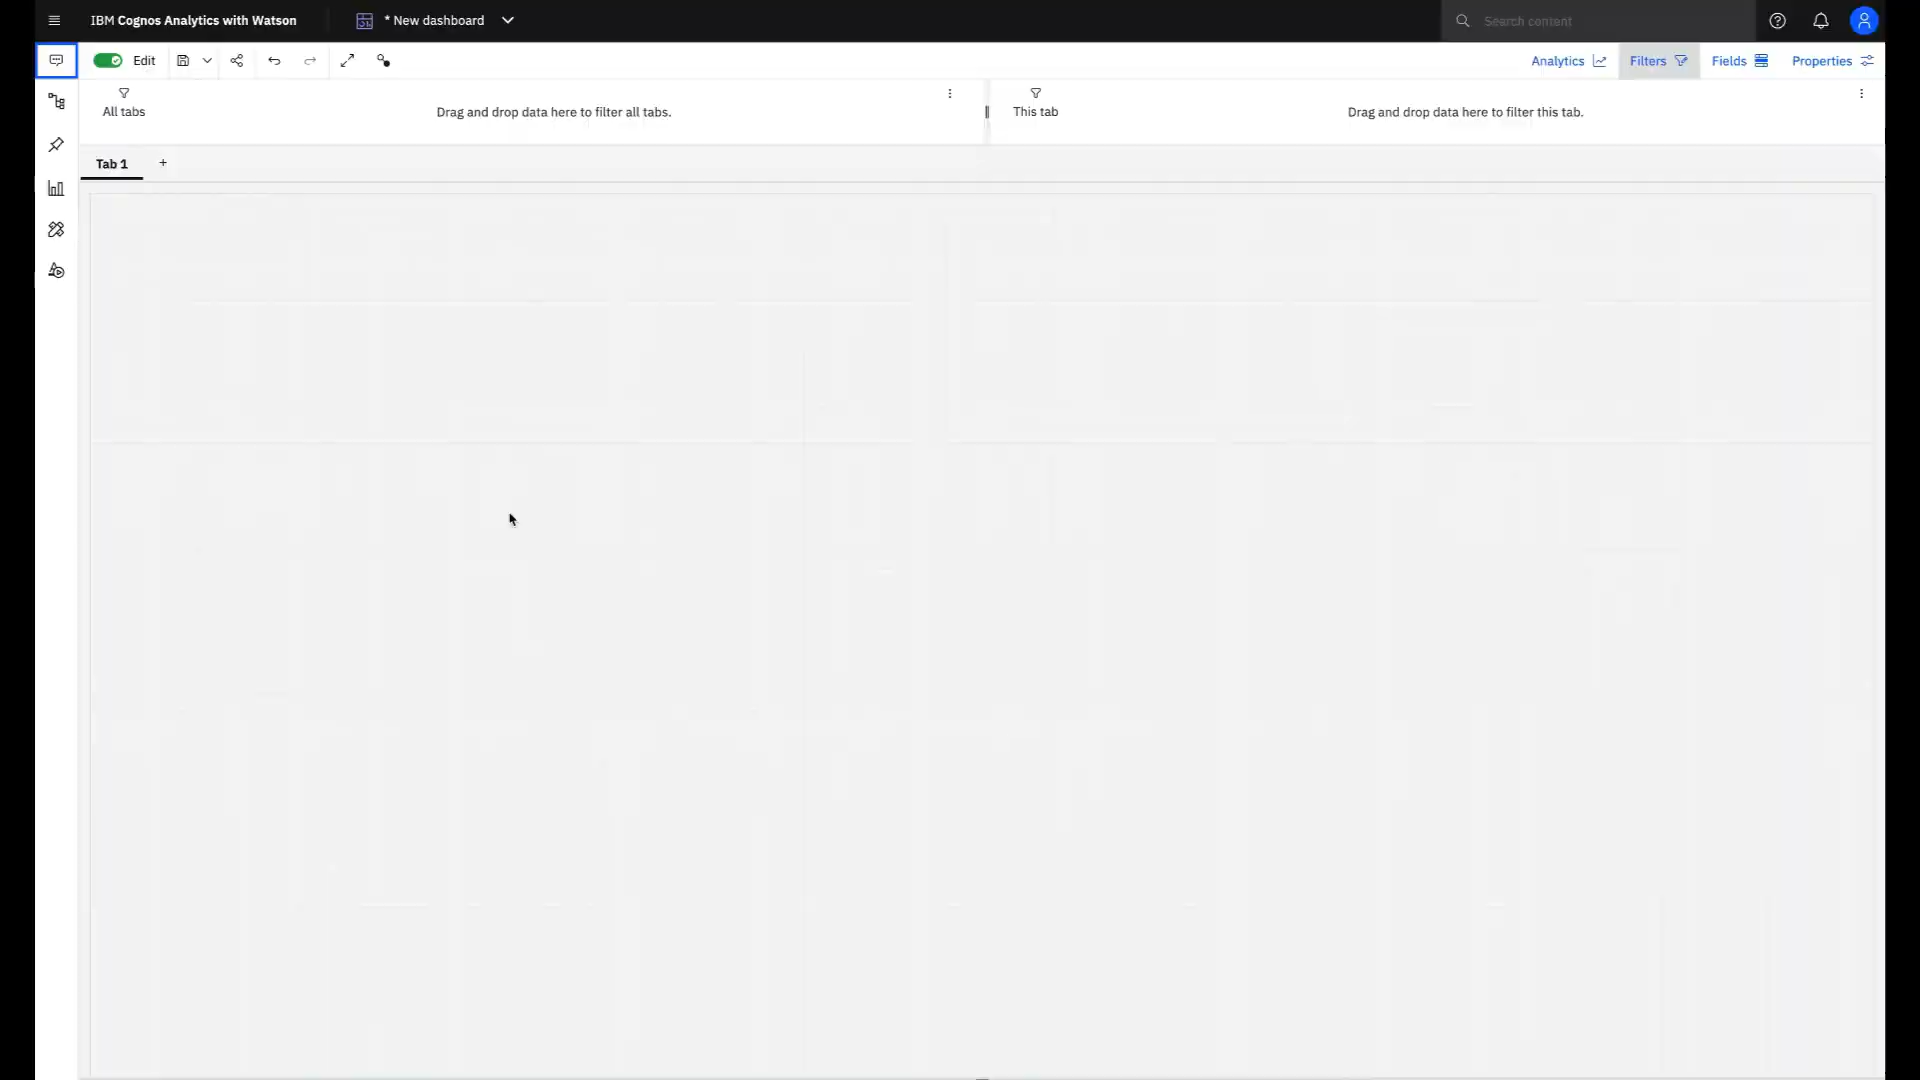 IBM Cognos Analytics with Watson
* New dashboard
Search content
Edit
Analytics
Filters
Fields
Properties
All tabs
Drag and drop data here to filter all tabs.
This tab
Drag and drop data here to filter this tab.
Tab 1